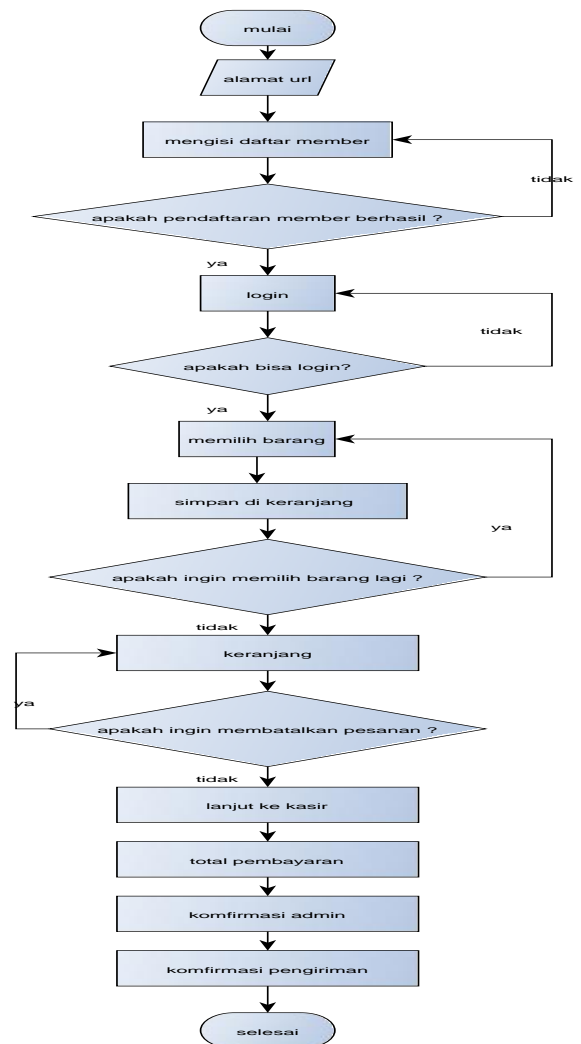 mulai
alamat url
mengisi daftar member
tidak
apakah pendaftaran member berhasil ?
ya
login
tidak
apakah bisa login?
ya
memilih barang
simpan di keranjang
ya
apakah ingin memilih barang lagi ?
tidak
keranjang
ya
apakah ingin membatalkan pesanan ?
tidak
lanjut ke kasir
total pembayaran
komfirmasi admin
komfirmasi pengiriman
selesai